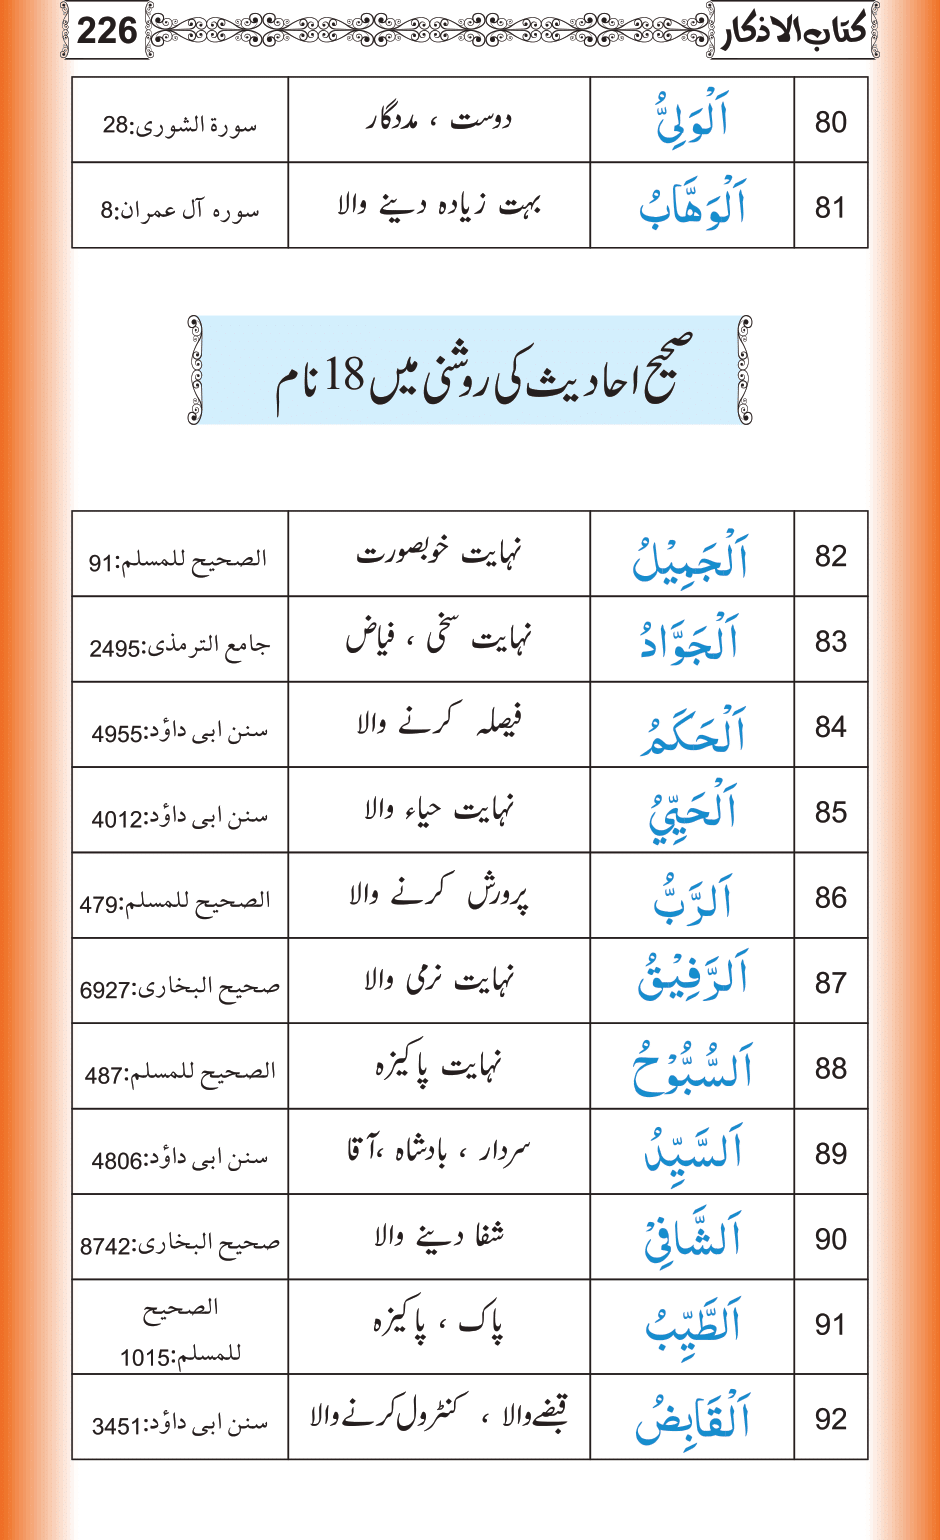 کتاب الاذکار 226
80 اَلْوَلِیُّ دوست ، مددگار سورۃ الشوری:28
81 اَلْوَهَّابُ بہت زیادہ دینے والا سورہ آل عمران:8
صحیح احادیث کی روشنی میں 18 نام
82 اَلْجَمِیْلُ نہایت خوبصورت الصحیح للمسلم:91
83 اَلْجَوَّادُ نہایت سخی ، فیاض جامع الترمذی:2495
84 اَلْحَكَمُ فیصلہ کرنے والا سنن ابی داؤد:4955
85 اَلْحَيِّيُ نہایت حیاء والا سنن ابی داؤد:4012
86 اَلرَّبُّ پرورش کرنے والا الصحیح للمسلم:479
87 اَلرَّفِیْقُ نہایت نرمی والا صحیح البخاری:6927
88 اَلسُّبُّوْحُ نہایت پاکیزہ الصحیح للمسلم:487
89 اَلسَّیِّدُ سردار ، بادشاہ ،آقا سنن ابی داؤد:4806
90 اَلشَّافِیْ شفا دینے والا صحیح البخاری:8742
91 اَلطَّیِّبُ پاک ، پاکیزہ الصحیح
للمسلم:1015
92 اَلْقَابِضُ قبضے والا ، کنٹرول کرنے والا سنن ابی داؤد:3451